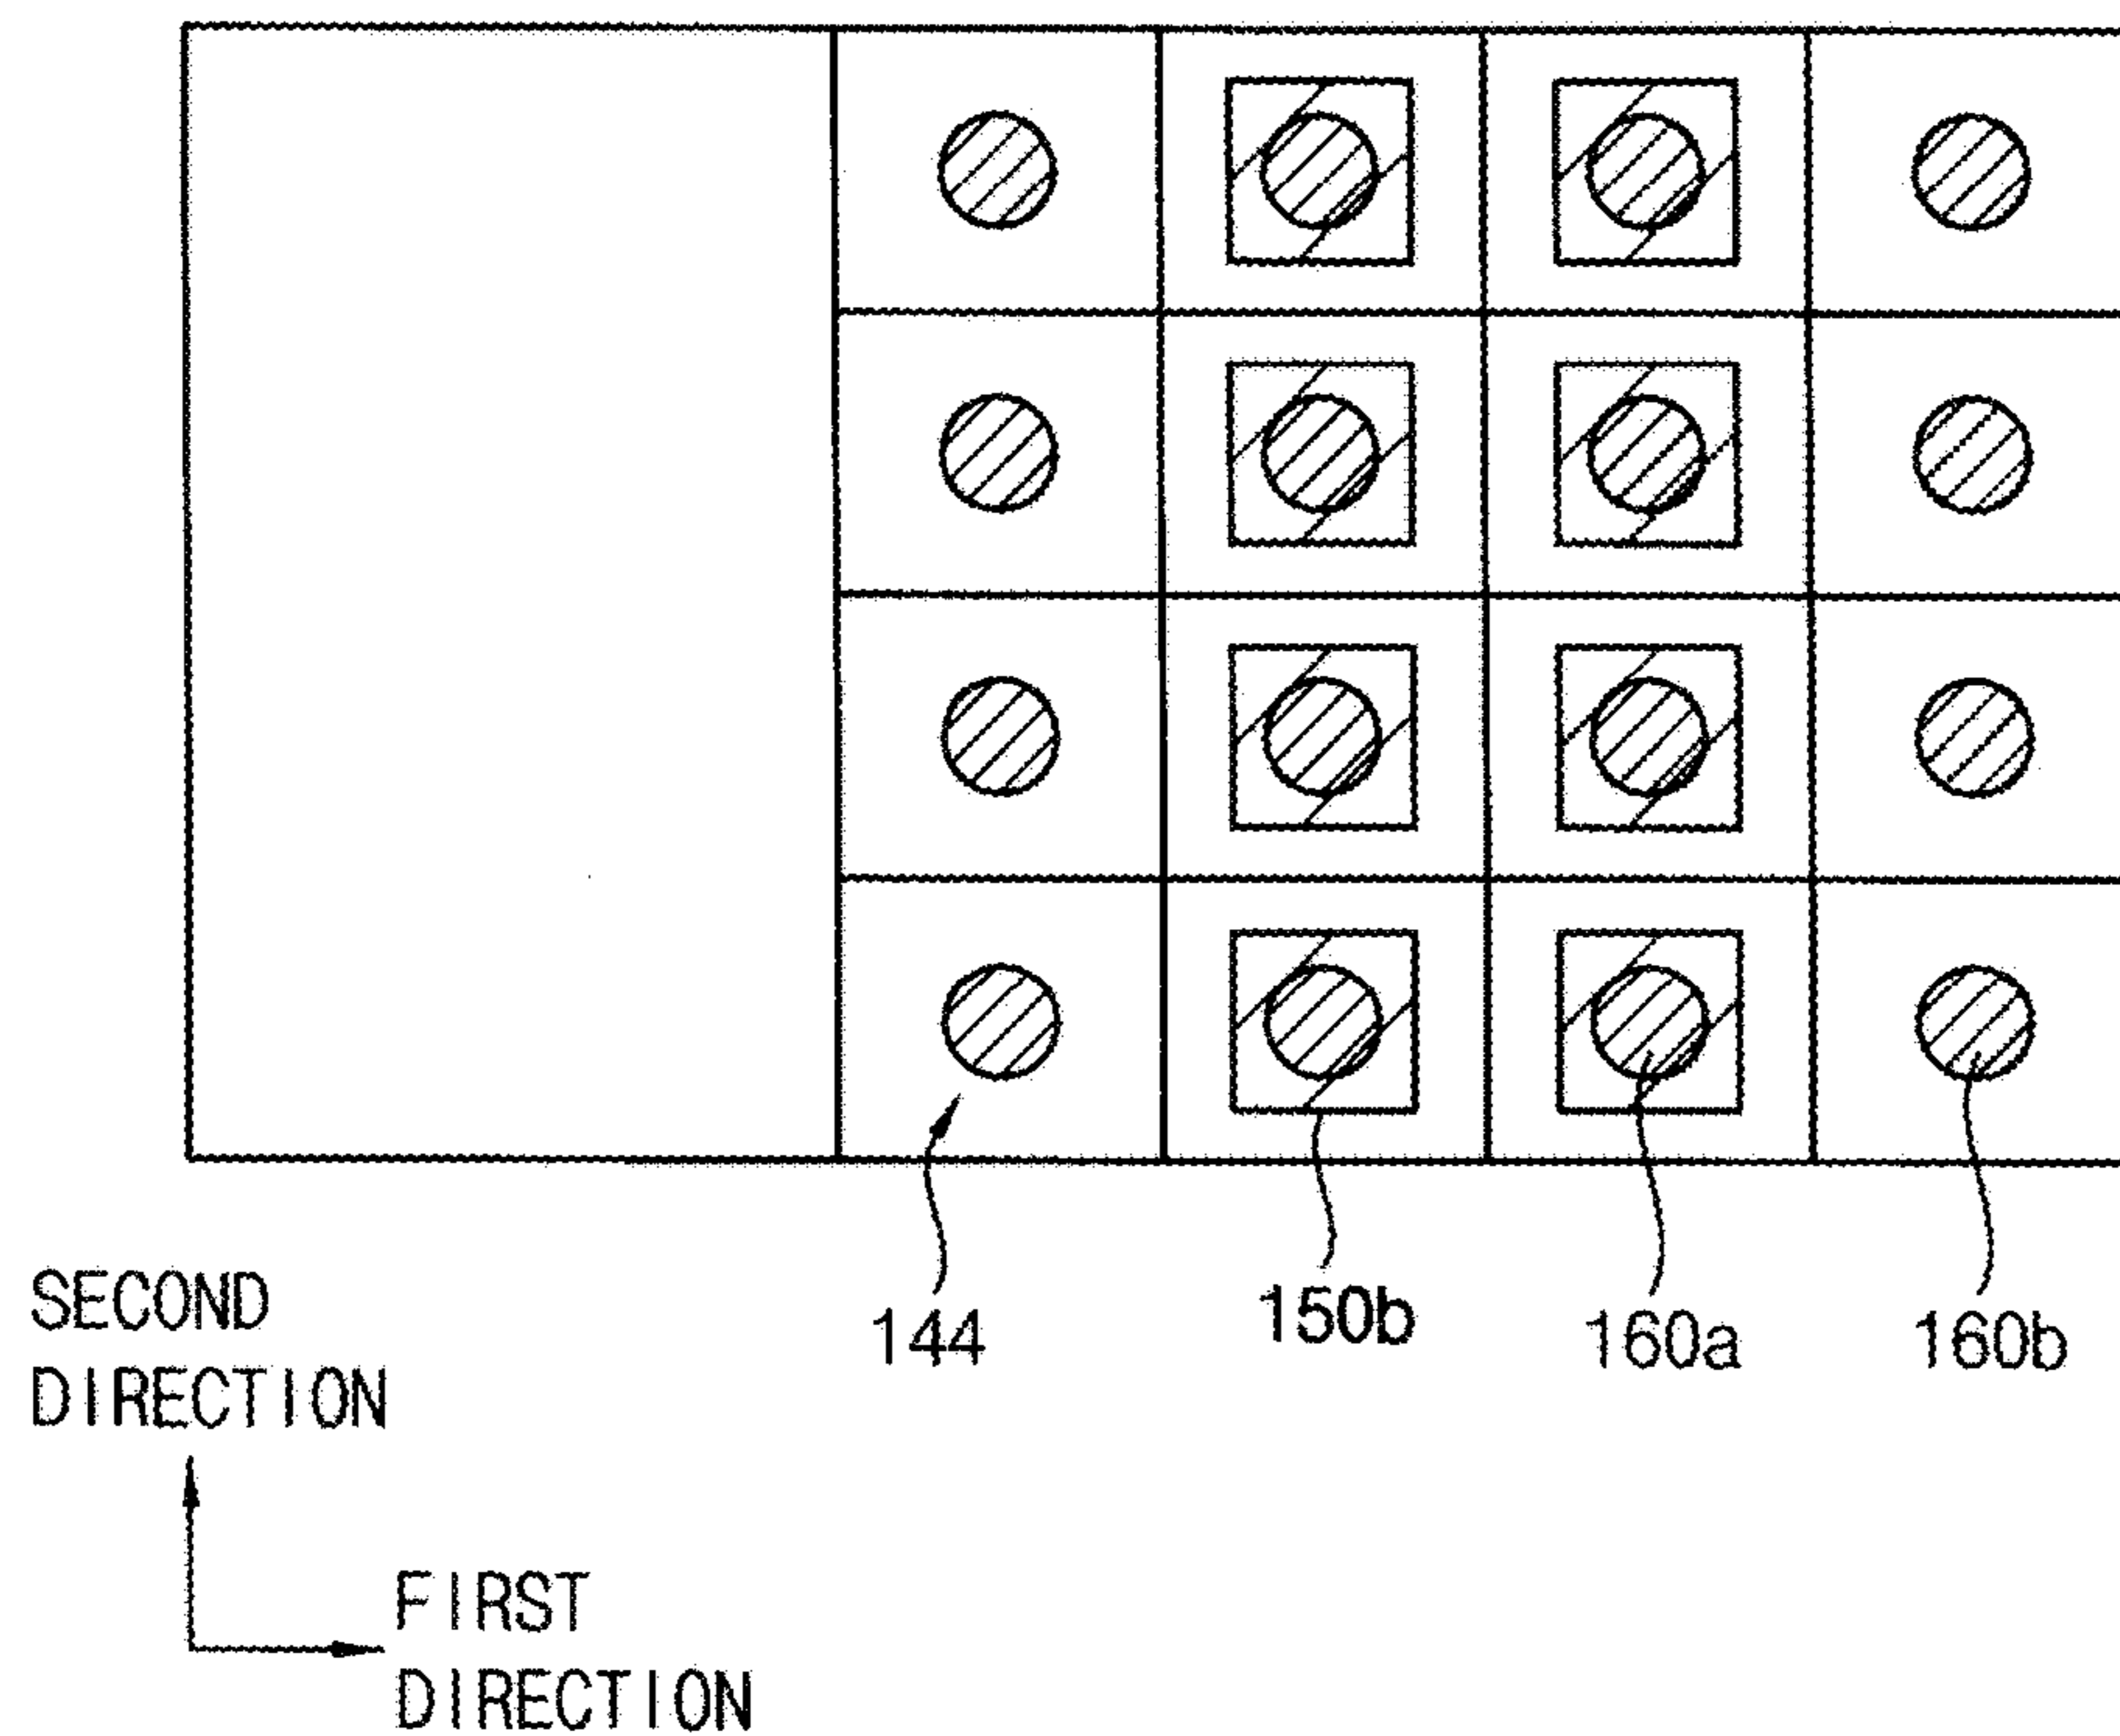 144
150b
160a
160b
SECOND
DIRECTION
FIRST
DIRECTION